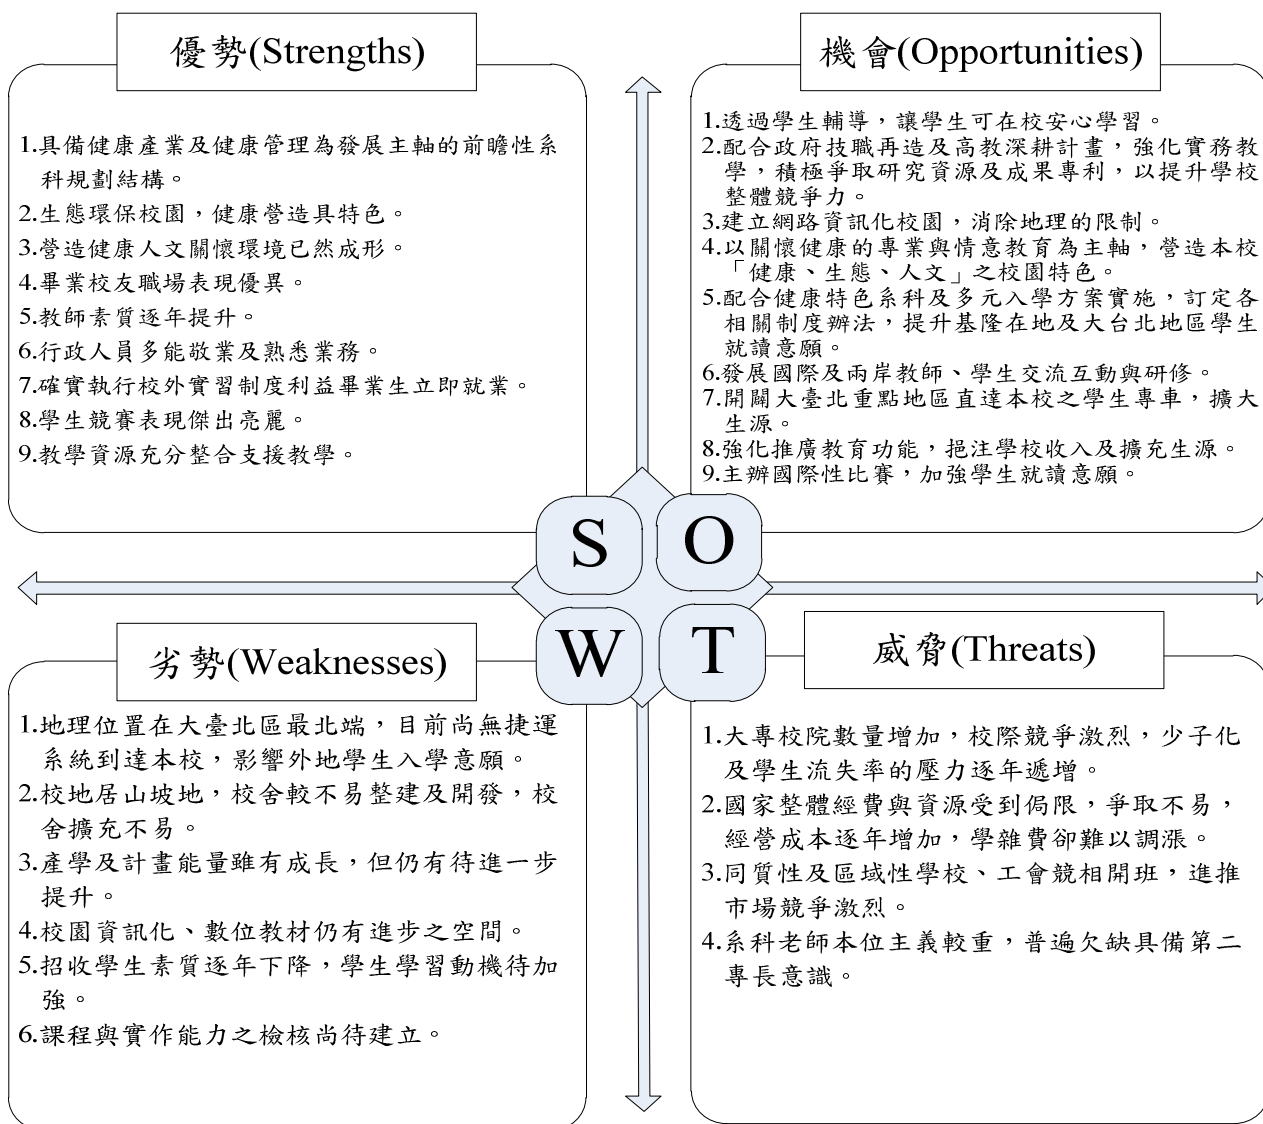 優勢(Strengths)
1.具備健康產業及健康管理為發展主軸的前瞻性系
科規劃結構。
2.生態環保校園，健康營造具特色。
3.營造健康人文關懷環境已然成形。
4.畢業校友職場表現優異。
5.教師素質逐年提升。
6.行政人員多能敬業及熟悉業務。
7.確實執行校外實習制度利益畢業生立即就業。
8.學生競賽表現傑出亮麗。
9.教學資源充分整合支援教學。
機會(Opportunities)
1.透過學生輔導，讓學生可在校安心學習。
2.配合政府技職再造及高教深耕計畫，強化實務教
學，積極爭取研究資源及成果專利，以提升學校
整體競爭力。
3.建立網路資訊化校園，消除地理的限制。
4.以關懷健康的專業與情意教育為主軸，營造本校
「健康、生態、人文」之校園特色。
5.配合健康特色系科及多元入學方案實施，訂定各
相關制度辦法，提升基隆在地及大台北地區學生
就讀意願。
6.發展國際及兩岸教師、學生交流互動與研修。
7.開闢大臺北重點地區直達本校之學生專車，擴大
生源。
8.強化推廣教育功能，挹注學校收入及擴充生源。
9.主辦國際性比賽，加強學生就讀意願。
S
O
W
T
劣勢(Weaknesses)
1.地理位置在大臺北區最北端，目前尚無捷運
系統到達本校，影響外地學生入學意願。
2.校地居山坡地，校舍較不易整建及開發，校
舍擴充不易。
3.產學及計畫能量雖有成長，但仍有待進一步
提升。
4.校園資訊化、數位教材仍有進步之空間。
5.招收學生素質逐年下降，學生學習動機待加
強。
6.課程與實作能力之檢核尚待建立。
威脅(Threats)
1.大專校院數量增加，校際競爭激烈，少子化
及學生流失率的壓力逐年遞增。
2.國家整體經費與資源受到侷限，爭取不易，
經營成本逐年增加，學雜費卻難以調漲。
3.同質性及區域性學校、工會競相開班，進推
市場競爭激烈。
4.系科老師本位主義較重，普遍欠缺具備第二
專長意識。